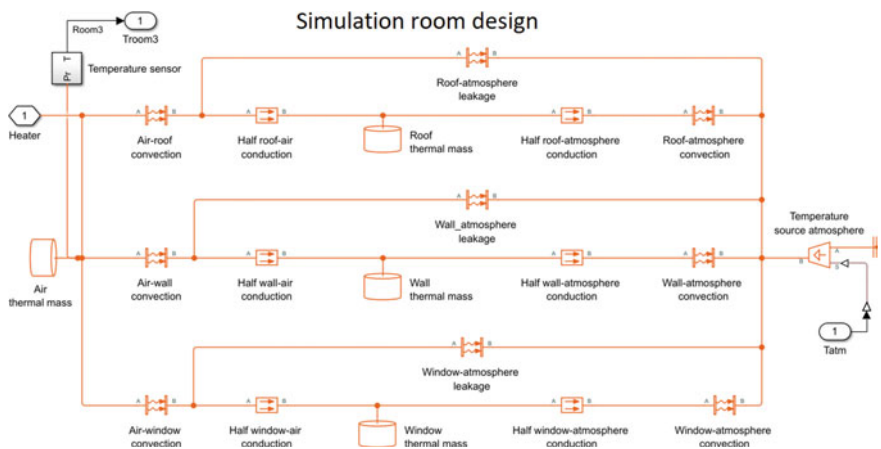 Simulation room design
Room3
1
Troom3
T
Pr
Temperature sensor
A B
Roof-atmosphere
leakage
1
Heater
A B
Air-roof
convection
A B
Half roof-air
conduction
Roof
thermal mass
A B
Half roof-atmosphere
conduction
A B
Roof-atmosphere
convection
A B
Wall_atmosphere
leakage
Temperature
source atmosphere
Air
thermal mass
A B
Air-wall
convection
A B
Half wall-air
conduction
Wall
thermal mass
A B
Half wall-atmosphere
conduction
A B
Wall-atmosphere
convection
B
A
S
1
Tatm
A B
Window-atmosphere
leakage
A B
Air-window
convection
A B
Half window-air
conduction
Window
thermal mass
A B
Half window-atmosphere
conduction
A B
Window-atmosphere
convection